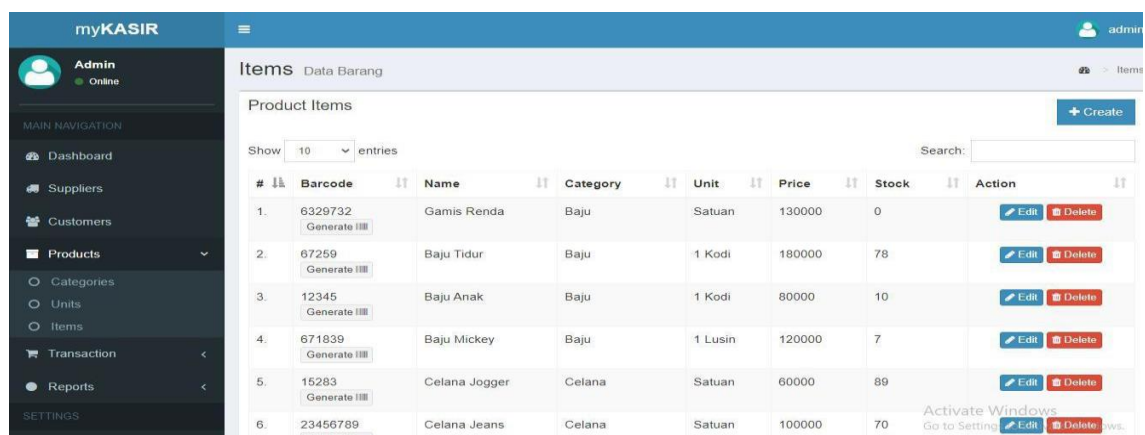 myKASIR
admin
Admin
Online
Items Data Barang
Items
MAIN NAVIGATION
Dashboard
Suppliers
Customers
Products
Categories
Units
Items
Transaction
Reports
SETTINGS
Product Items
+ Create
Show 10 entries
Search:
# Barcode Name Category Unit Price Stock Action
1. 6329732 Gamis Renda Baju Satuan 130000 0 Edit Delete
Generate
2. 67259 Baju Tidur Baju 1 Kodi 180000 78 Edit Delete
Generate
3. 12345 Baju Anak Baju 1 Kodi 80000 10 Edit Delete
Generate
4. 671839 Baju Mickey Baju 1 Lusin 120000 7 Edit Delete
Generate
5. 15283 Celana Jogger Celana Satuan 60000 89 Edit Delete
Generate
6. 23456789 Celana Jeans Celana Satuan 100000 70 Edit Delete
Activate Windows
Go to Setting